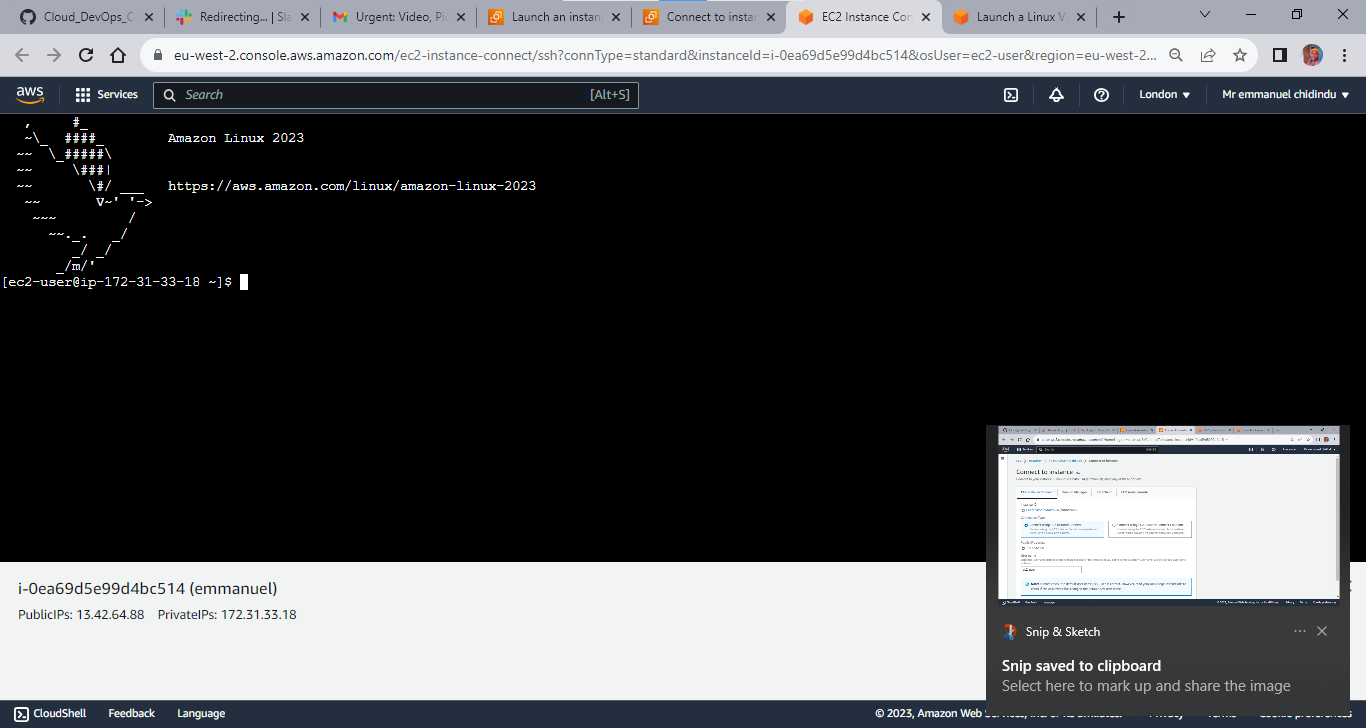 Cloud_DevOps_C
Redirecting... | Sla
Urgent: Video, Pic
Launch an instan
Connect to instan
EC2 Instance Con
Launch a Linux V
eu-west-2.console.aws.amazon.com/ec2-instance-connect/ssh?connType=standard&instanceId=i-0ea69d5e99d4bc514&osUser=ec2-user&region=eu-west-2...
aws
Services
Search
[Alt+S]
London
Mr emmanuel chidindu
   ,     #_
   ~\_  ####_        Amazon Linux 2023
  ~~  \_#####\
  ~~     \###|
  ~~       \#/ ___   https://aws.amazon.com/linux/amazon-linux-2023
   ~~       V~' '->
    ~~~         /
      ~~._.   _/
         _/ _/
       _/m/'
[ec2-user@ip-172-31-33-18 ~]$
i-0ea69d5e99d4bc514 (emmanuel)
PublicIPs: 13.42.64.88 PrivateIPs: 172.31.33.18
Connect to instance
Snip & Sketch
Snip saved to clipboard
Select here to mark up and share the image
CloudShell
Feedback
Language
© 2023, Amazon Web